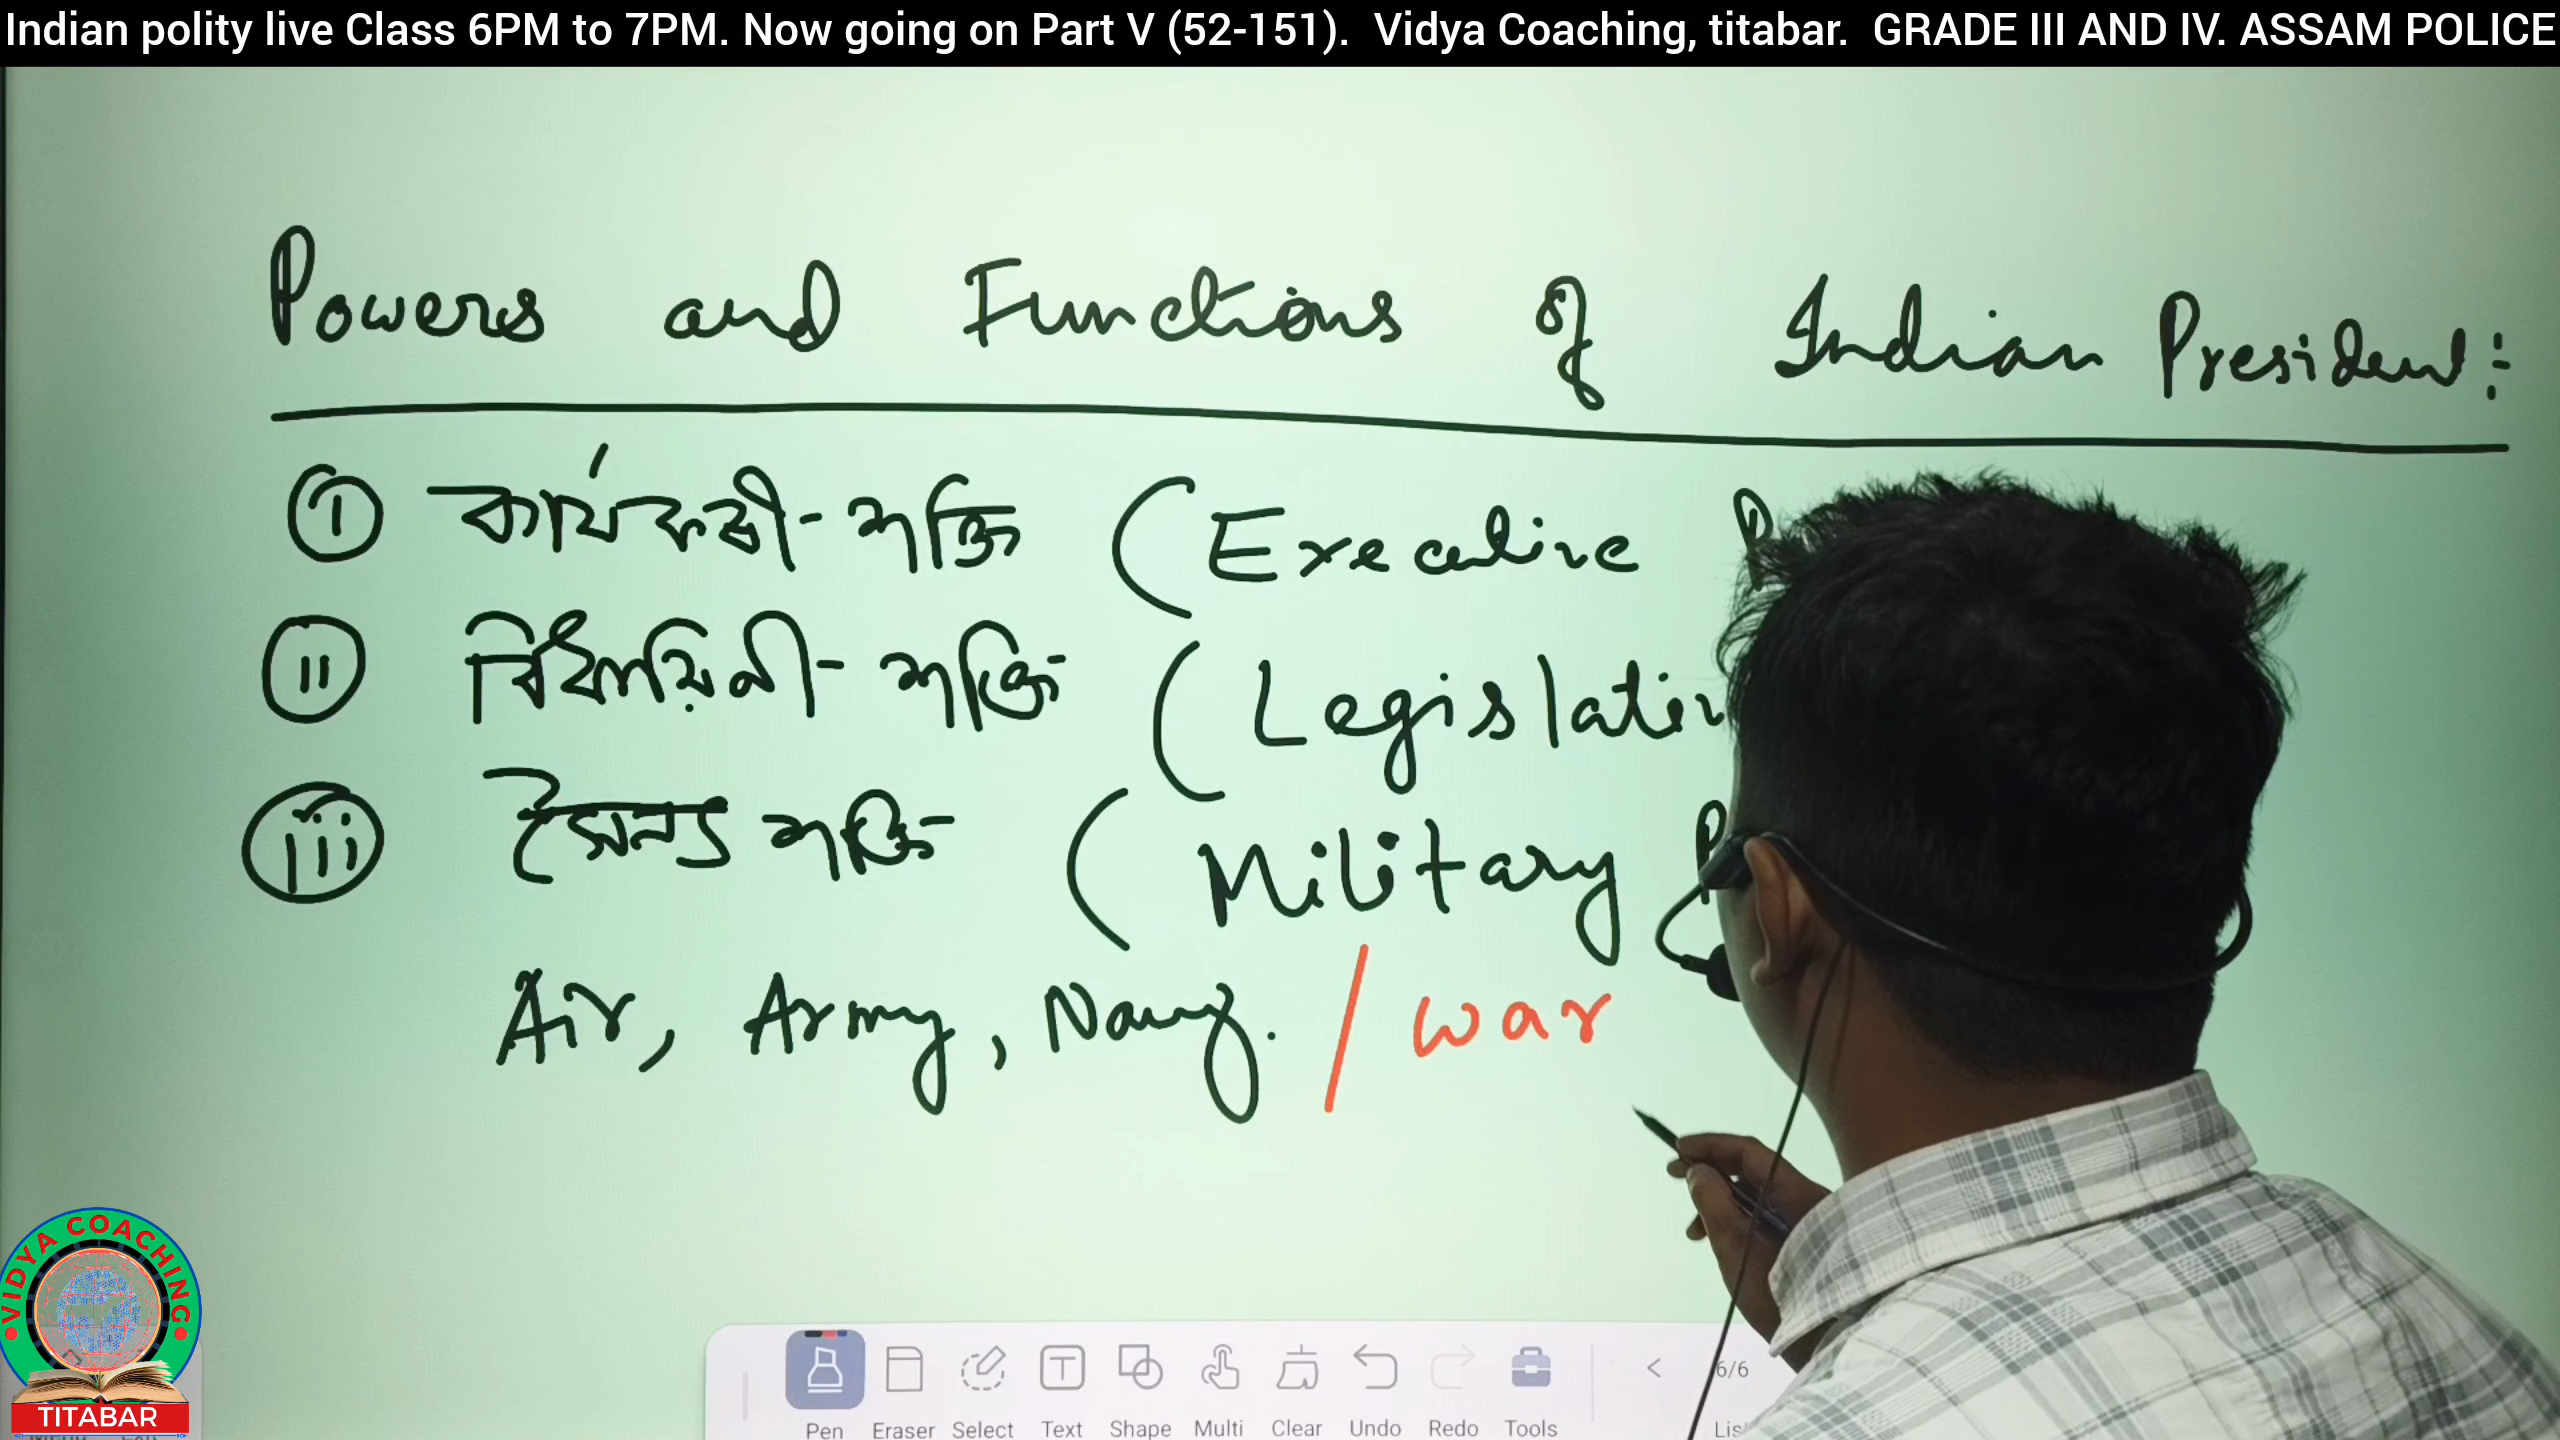 Indian polity live Class 6PM to 7PM. Now going on Part V (52-151). Vidya Coaching, titabar. GRADE III AND IV. ASSAM POLICE
Powers and Functions of Indian President:-
i কাৰ্যকৰী-শক্তি (Executive P
ii বিধায়িনী-শক্তি (Legislativ
iii সৈন্য শক্তি (Military P
Air, Army, Navy. / war
VIDYA COACHING
TITABAR
6/6
Pen Eraser Select Text Shape Multi Clear Undo Redo Tools